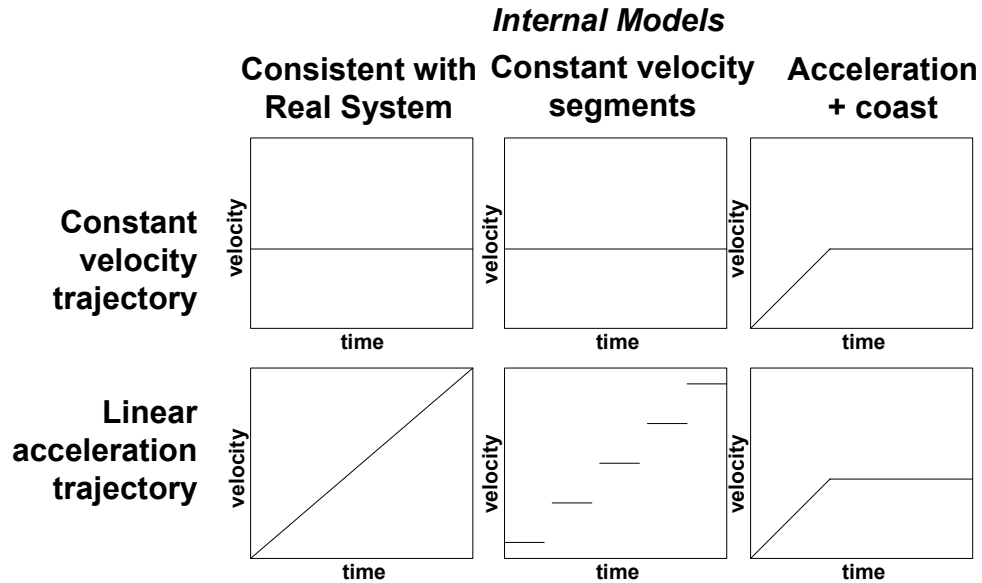 Internal Models
Consistent with
Real System
Constant velocity
segments
Acceleration
+ coast
Constant
velocity
trajectory
velocity
time
velocity
time
velocity
time
Linear
acceleration
trajectory
velocity
time
velocity
time
velocity
time